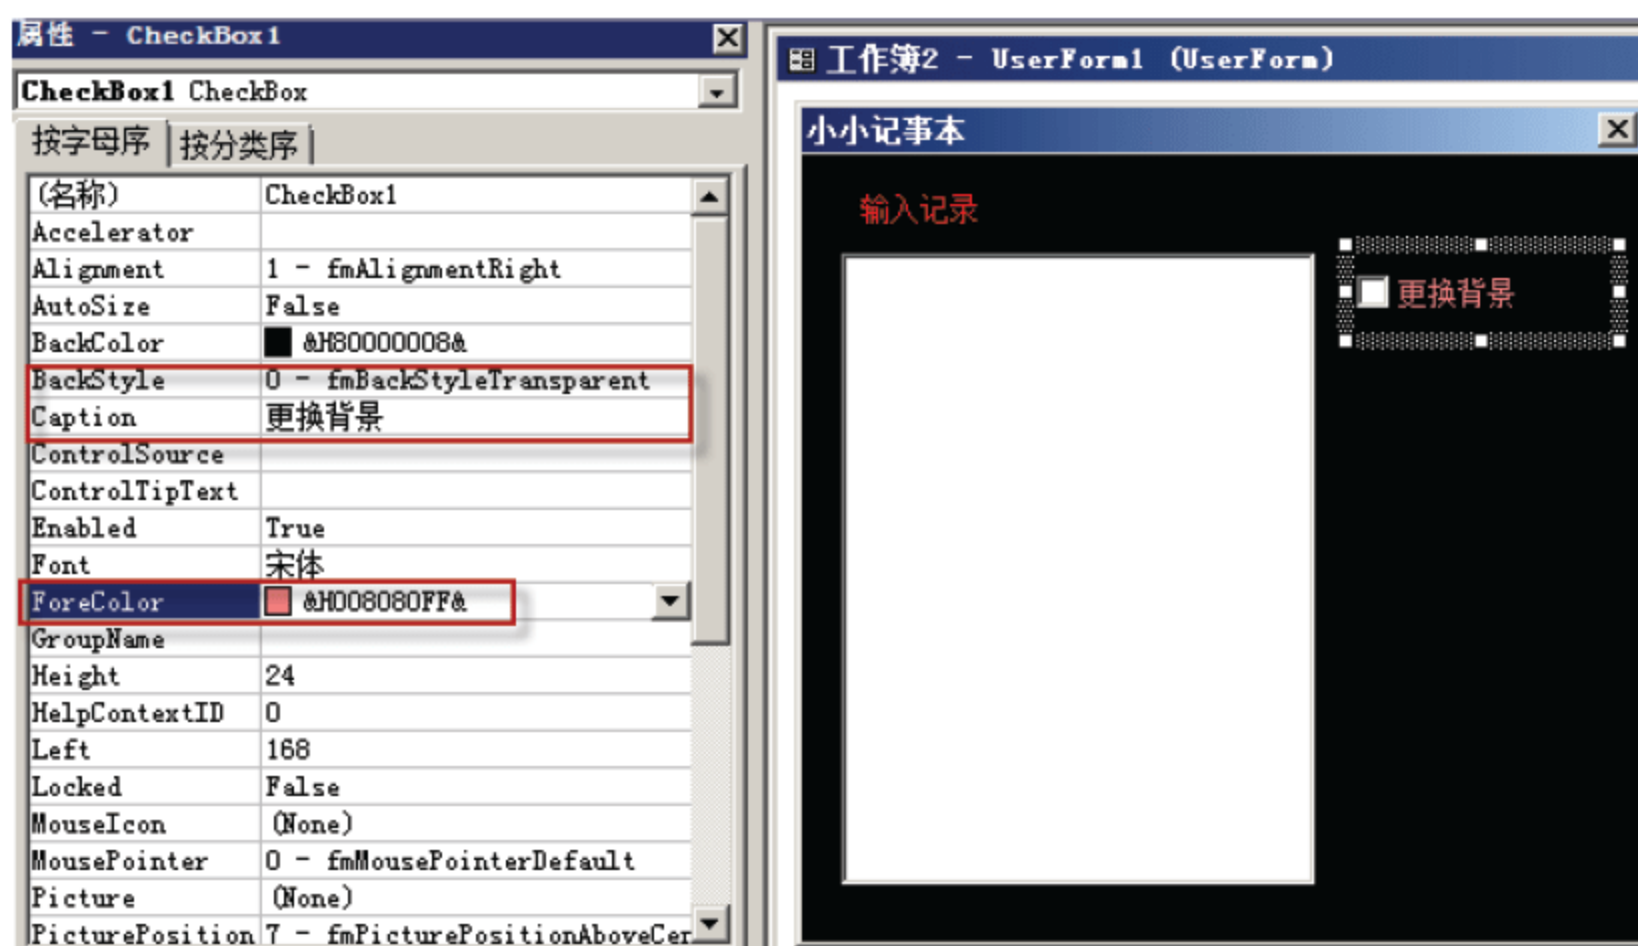 属性 - CheckBox1
CheckBox1 CheckBox
按字母序 按分类序
(名称) CheckBox1
Accelerator
Alignment 1 - fmAlignmentRight
AutoSize False
BackColor &H80000008&
BackStyle 0 - fmBackStyleTransparent
Caption 更换背景
ControlSource
ControlTipText
Enabled True
Font 宋体
ForeColor &H008080FF&
GroupName
Height 24
HelpContextID 0
Left 168
Locked False
MouseIcon (None)
MousePointer 0 - fmMousePointerDefault
Picture (None)
PicturePosition 7 - fmPicturePositionAboveCer
工作簿2 - UserForm1 (UserForm)
小小记事本
输入记录
更换背景